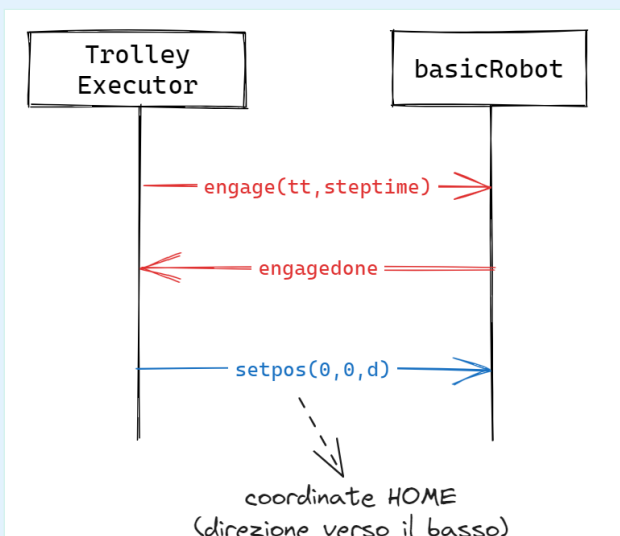 Trolley
Executor
basicRobot
engage(tt,steptime)
engagedone
setpos(0,0,d)
coordinate HOME
(direzione verso il basso)